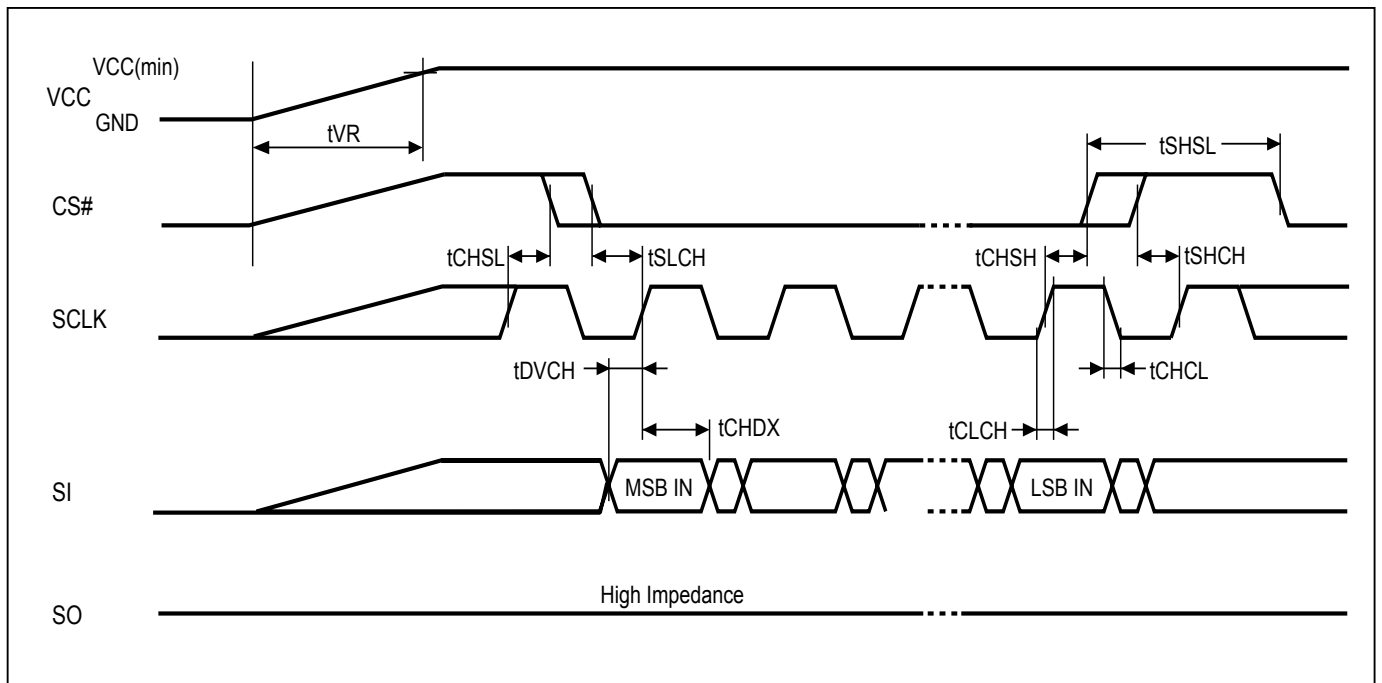 VCC(min)
VCC
GND
tVR
tSHSL
CS#
tCHSL
tSLCH
tCHSH
tSHCH
SCLK
tDVCH
tCHCL
tCHDX
tCLCH
SI
MSB IN
LSB IN
High Impedance
SO